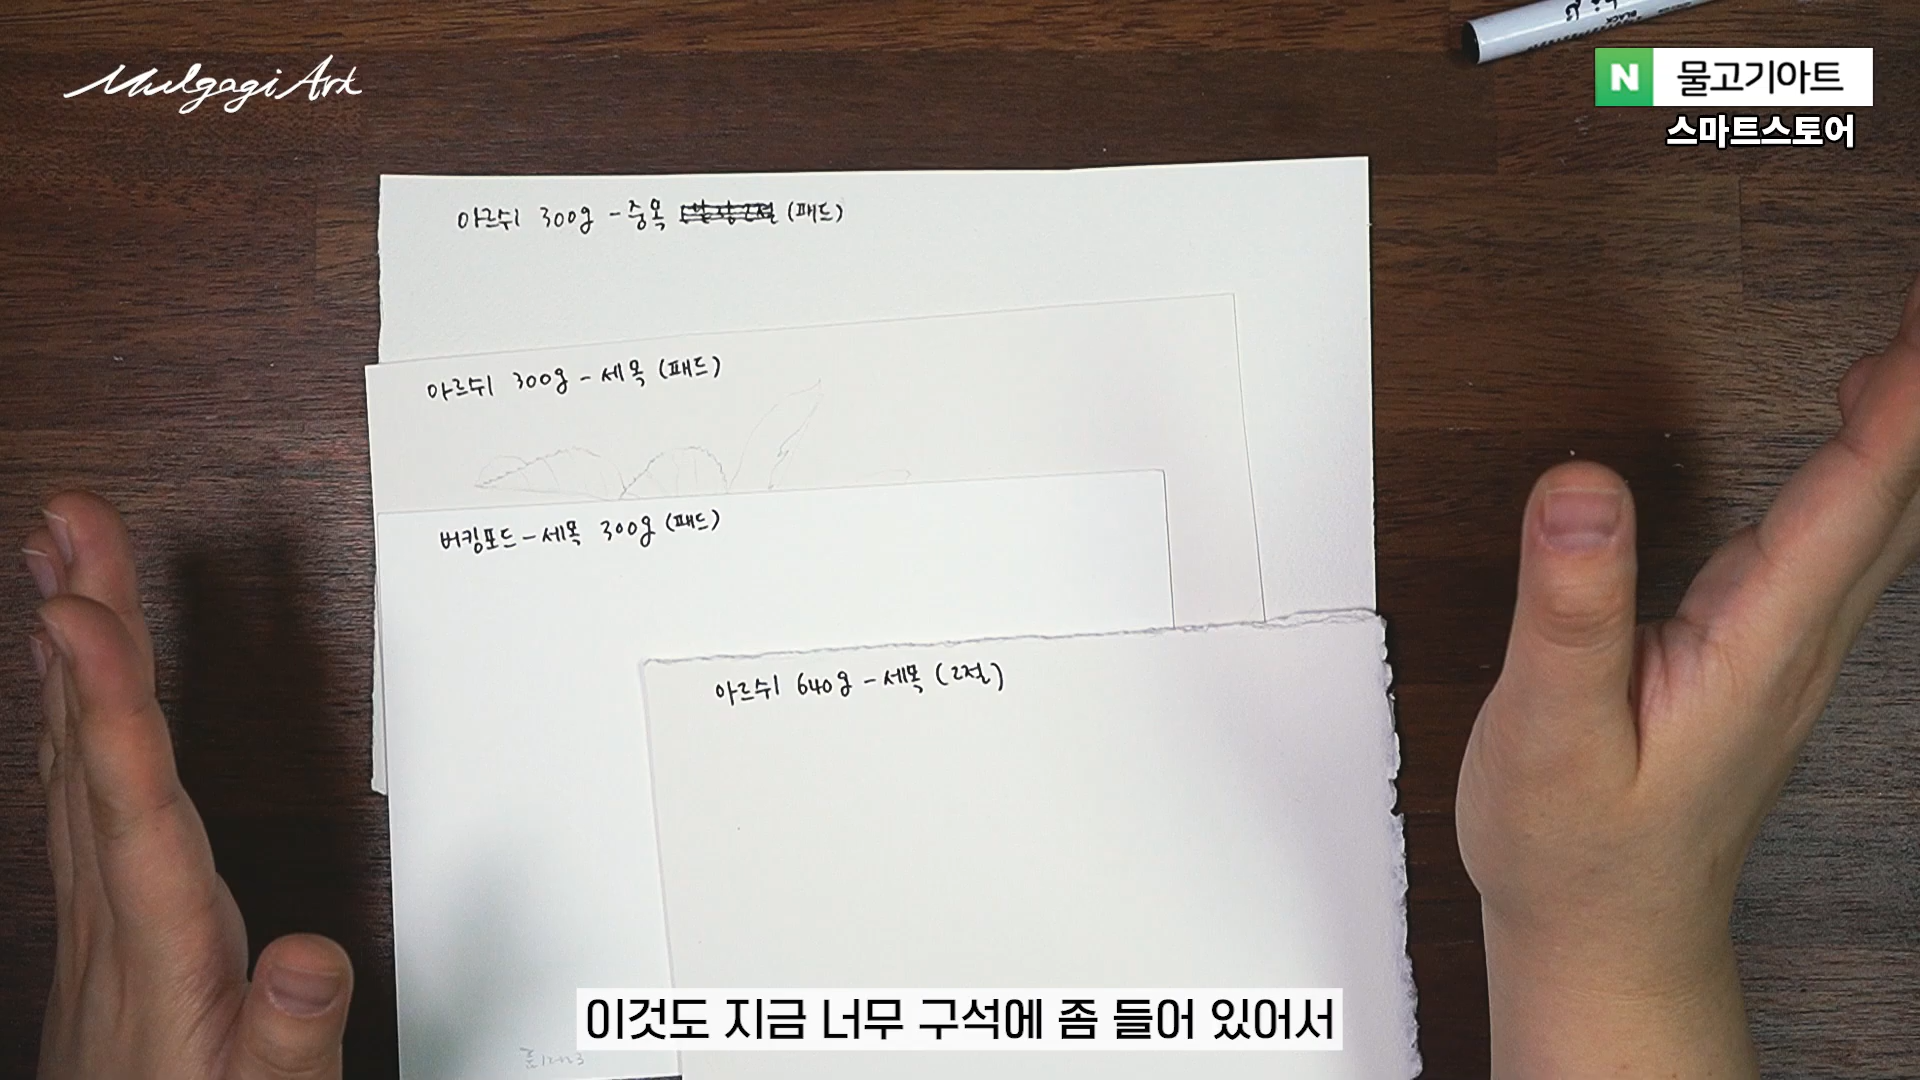 Mulgogi Art
N 물고기아트
스마트스토어
BLACK
아르쉬 300g - 중목 (패드)
아르쉬 300g - 세목 (패드)
버킹포드 - 세목 300g (패드)
아르쉬 640g - 세목 (2절)
이것도 지금 너무 구석에 좀 들어 있어서